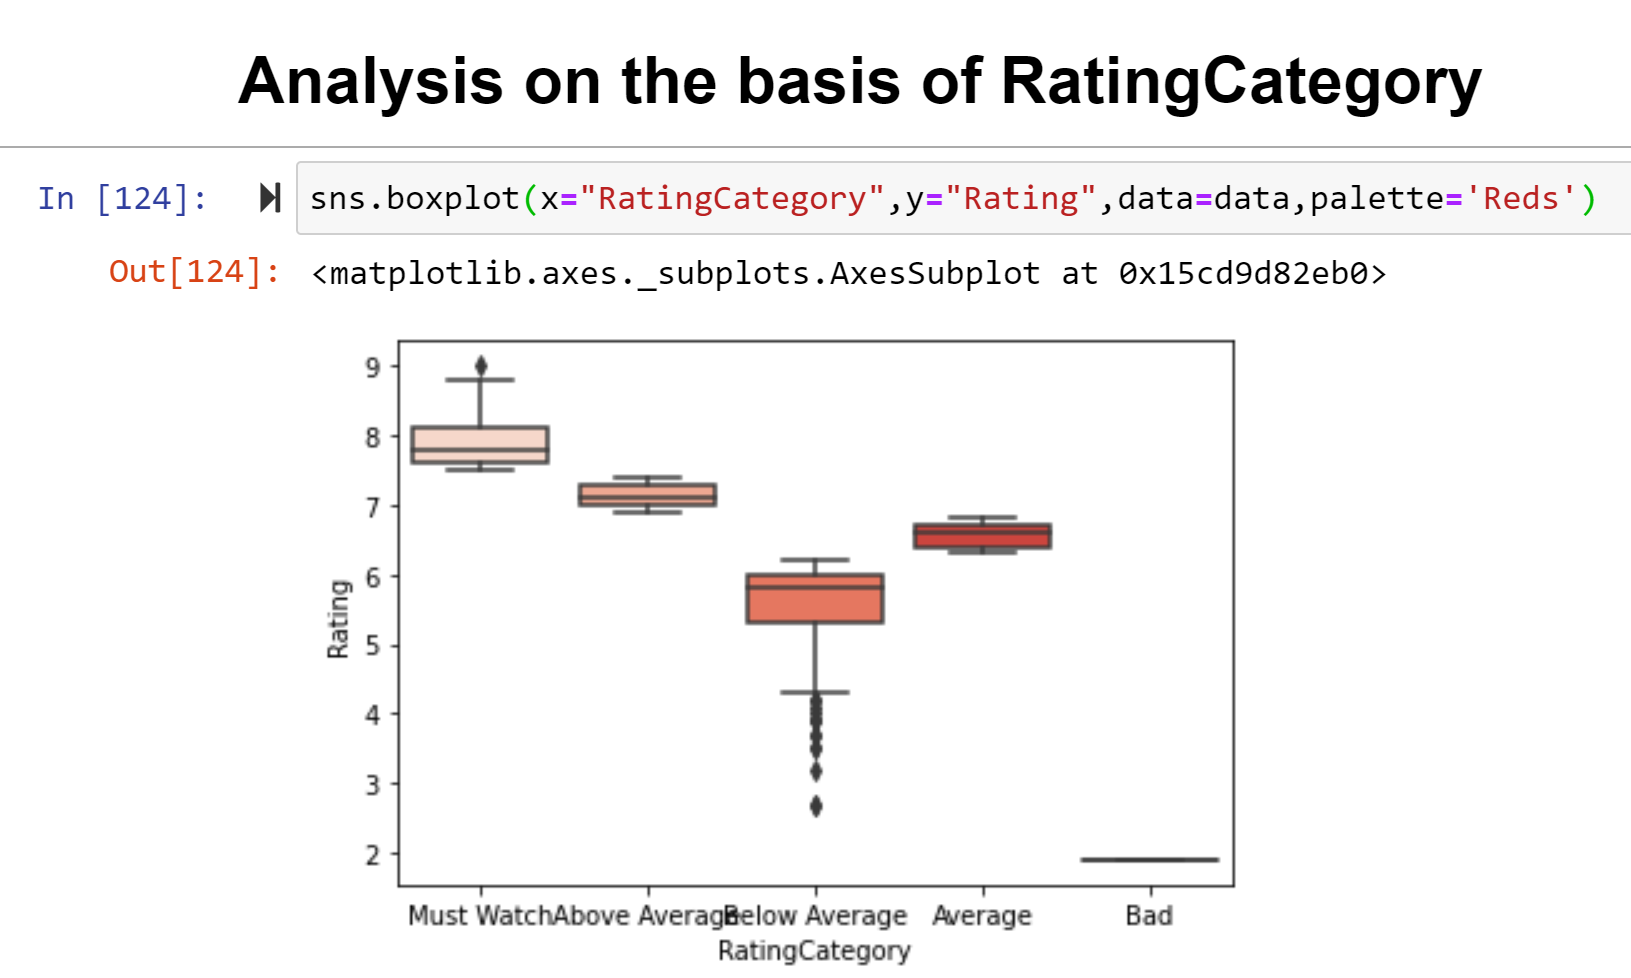 Analysis on the basis of RatingCategory
In [124]:
sns.boxplot(x="RatingCategory",y="Rating",data=data,palette='Reds')
Out[124]:
<matplotlib.axes._subplots.AxesSubplot at 0x15cd9d82eb0>
9
8
7
6
5
4
3
2
Rating
Must Watch
Above Average
Below Average
Average
Bad
RatingCategory